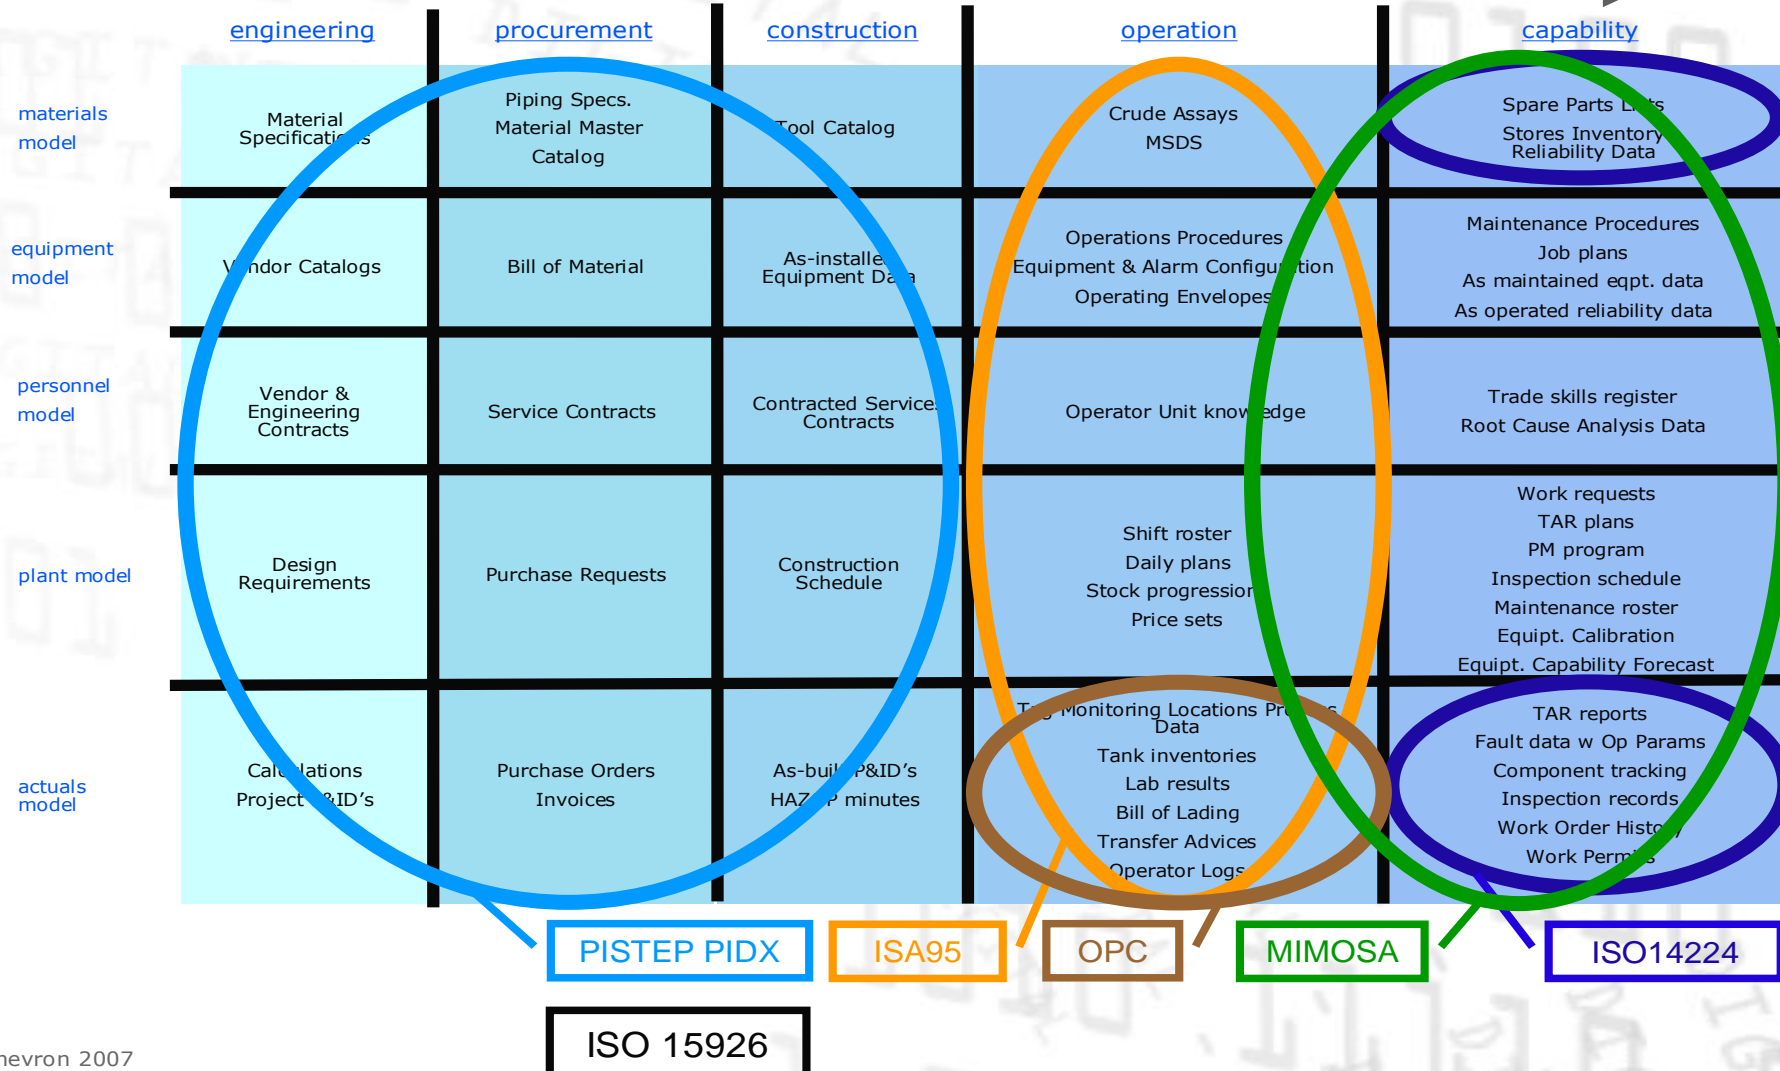 engineering
procurement
construction
operation
capability
materials
model
Material
Specifications
Piping Specs.
Material Master
Catalog
Tool Catalog
Crude Assays
MSDS
Spare Parts Lists
Stores Inventory
Reliability Data
equipment
model
Vendor Catalogs
Bill of Material
As-installed
Equipment Data
Operations Procedures
Equipment & Alarm Configuration
Operating Envelopes
Maintenance Procedures
Job plans
As maintained eqpt. data
As operated reliability data
personnel
model
Vendor &
Engineering
Contracts
Service Contracts
Contracted Services
Contracts
Operator Unit knowledge
Trade skills register
Root Cause Analysis Data
plant model
Design
Requirements
Purchase Requests
Construction
Schedule
Shift roster
Daily plans
Stock progression
Price sets
Work requests
TAR plans
PM program
Inspection schedule
Maintenance roster
Equipt. Calibration
Equipt. Capability Forecast
actuals
model
Calculations
Project P&ID's
Purchase Orders
Invoices
As-built P&ID's
HAZOP minutes
Tag Monitoring Locations Process
Data
Tank inventories
Lab results
Bill of Lading
Transfer Advices
Operator Logs
TAR reports
Fault data w Op Params
Component tracking
Inspection records
Work Order History
Work Permits
PISTEP PIDX
ISA95
OPC
MIMOSA
ISO14224
ISO 15926
hevron 2007